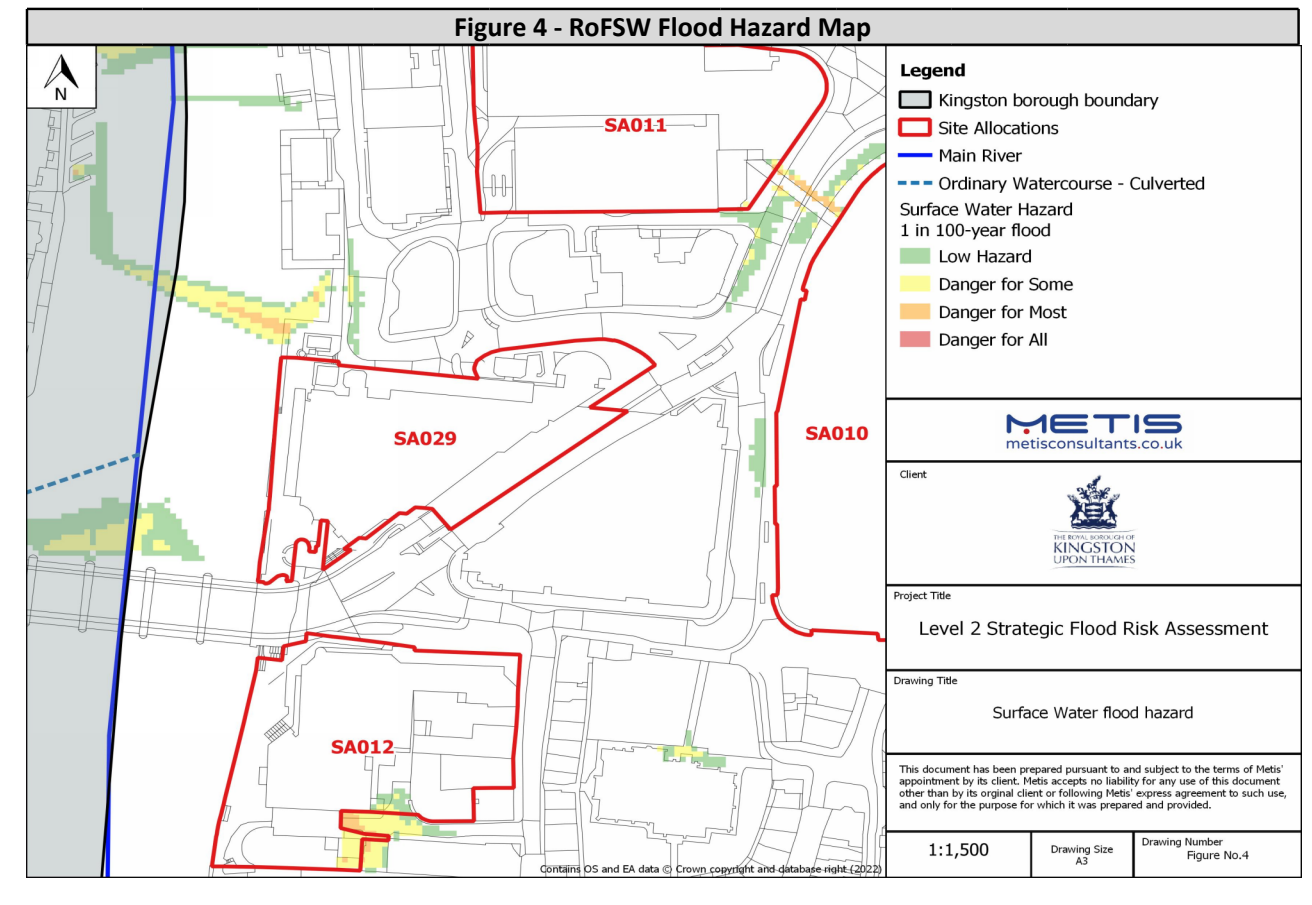 Figure 4 - RoFSW Flood Hazard Map
N
SA011
SA029
SA010
SA012
Contains OS and EA data © Crown copyright and database right (2022)
Legend
Kingston borough boundary
Site Allocations
Main River
Ordinary Watercourse - Culverted
Surface Water Hazard
1 in 100-year flood
Low Hazard
Danger for Some
Danger for Most
Danger for All
METIS
metisconsultants.co.uk
Client
THE ROYAL BOROUGH OF
KINGSTON
UPON THAMES
Project Title
Level 2 Strategic Flood Risk Assessment
Drawing Title
Surface Water flood hazard
This document has been prepared pursuant to and subject to the terms of Metis'
appointment by its client. Metis accepts no liability for any use of this document
other than by its orginal client or following Metis' express agreement to such use,
and only for the purpose for which it was prepared and provided.
1:1,500
Drawing Size
A3
Drawing Number
Figure No.4